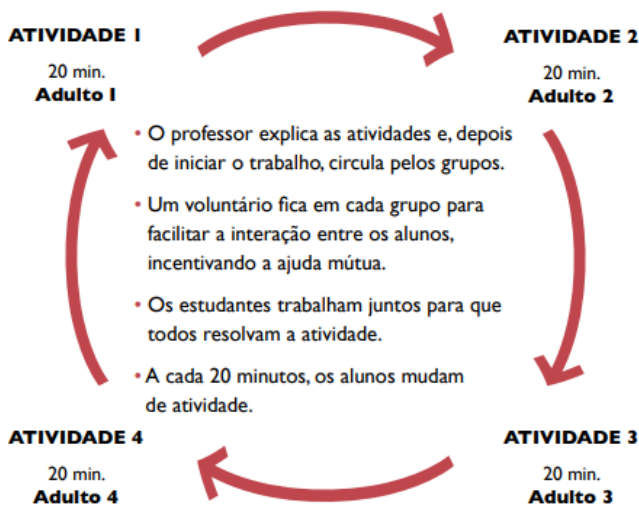 ATIVIDADE 1
20 min.
Adulto 1
ATIVIDADE 2
20 min.
Adulto 2
• O professor explica as atividades e, depois
de iniciar o trabalho, circula pelos grupos.
• Um voluntário fica em cada grupo para
facilitar a interação entre os alunos,
incentivando a ajuda mútua.
• Os estudantes trabalham juntos para que
todos resolvam a atividade.
• A cada 20 minutos, os alunos mudam
de atividade.
ATIVIDADE 4
20 min.
Adulto 4
ATIVIDADE 3
20 min.
Adulto 3